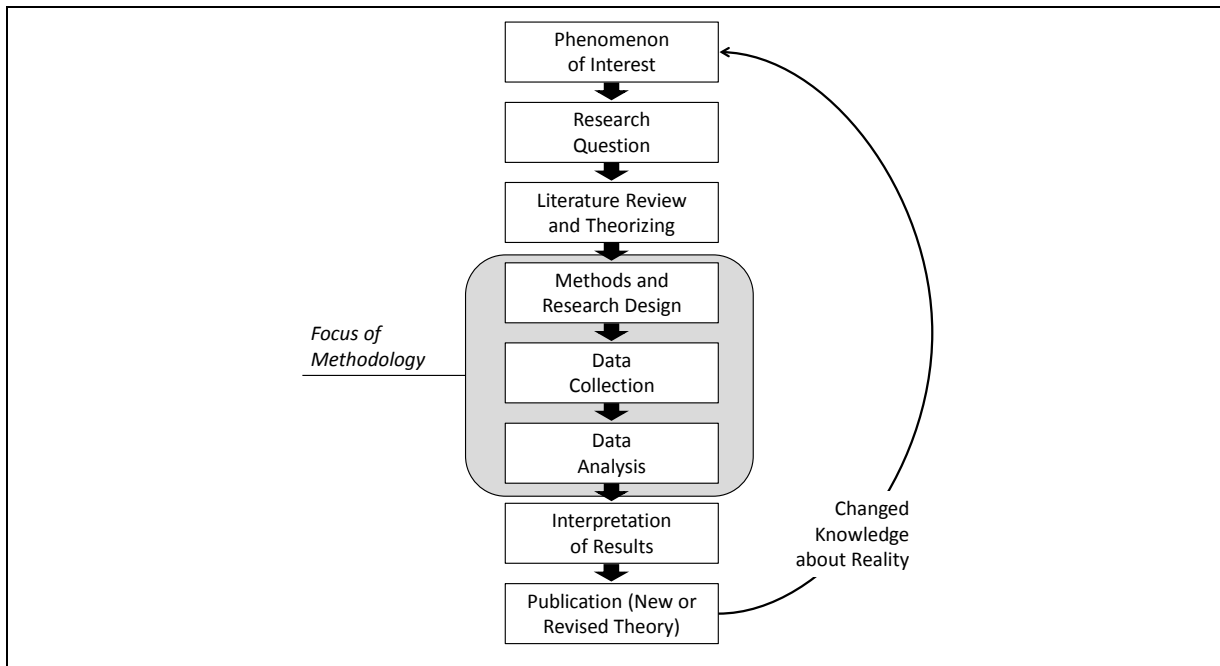 Phenomenon
of Interest
Research
Question
Literature Review
and Theorizing
Methods and
Research Design
Focus of
Methodology
Data
Collection
Data
Analysis
Interpretation
of Results
Changed
Knowledge
about Reality
Publication (New or
Revised Theory)